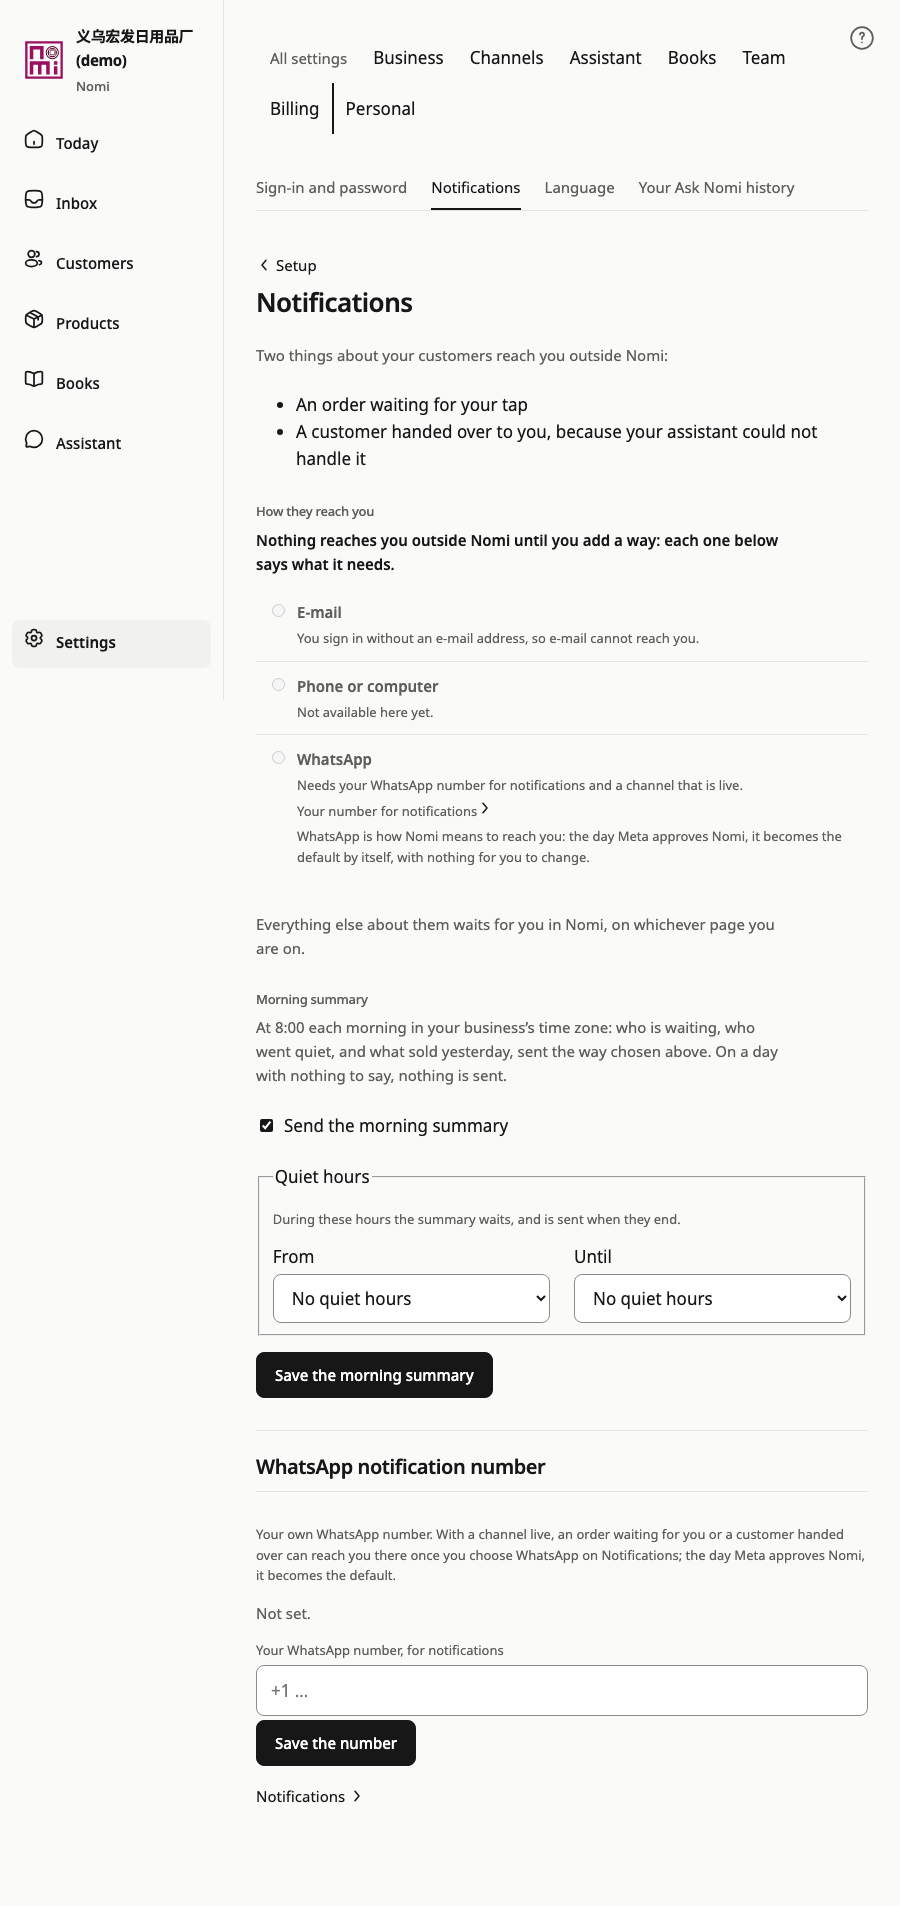 义乌宏发日用品厂
(demo)
Nomi
Today
Inbox
Customers
Products
Books
Assistant
Settings
All settings Business Channels Assistant Books Team
Billing Personal
Sign-in and password Notifications Language Your Ask Nomi history
Setup
Notifications
Two things about your customers reach you outside Nomi:
• An order waiting for your tap
• A customer handed over to you, because your assistant could not
handle it
How they reach you
Nothing reaches you outside Nomi until you add a way: each one below
says what it needs.
E-mail
You sign in without an e-mail address, so e-mail cannot reach you.
Phone or computer
Not available here yet.
WhatsApp
Needs your WhatsApp number for notifications and a channel that is live.
Your number for notifications
WhatsApp is how Nomi means to reach you: the day Meta approves Nomi, it becomes the
default by itself, with nothing for you to change.
Everything else about them waits for you in Nomi, on whichever page you
are on.
Morning summary
At 8:00 each morning in your business’s time zone: who is waiting, who
went quiet, and what sold yesterday, sent the way chosen above. On a day
with nothing to say, nothing is sent.
Send the morning summary
Quiet hours
During these hours the summary waits, and is sent when they end.
From Until
No quiet hours No quiet hours
Save the morning summary
WhatsApp notification number
Your own WhatsApp number. With a channel live, an order waiting for you or a customer handed
over can reach you there once you choose WhatsApp on Notifications; the day Meta approves Nomi,
it becomes the default.
Not set.
Your WhatsApp number, for notifications
+1 ...
Save the number
Notifications